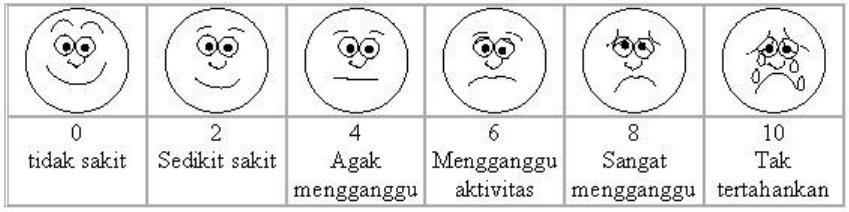 0
tidak sakit
2
Sedikit sakit
4
Agak
mengganggu
6
Mengganggu
aktivitas
8
Sangat
mengganggu
10
Tak
tertahankan